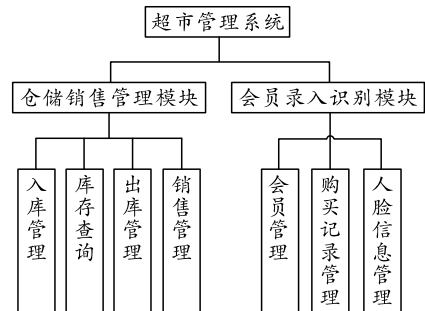 超市管理系统
仓储销售管理模块
会员录入识别模块
入库管理
库存查询
出库管理
销售管理
会员管理
购买记录管理
人脸信息管理